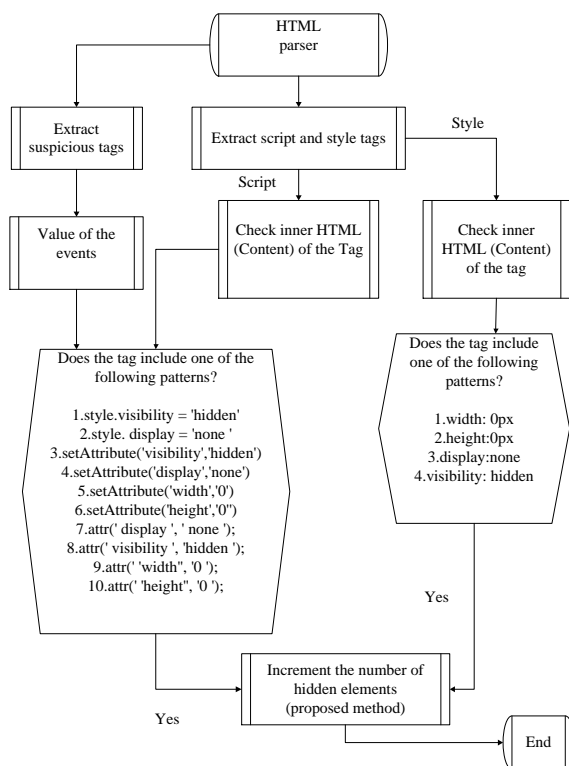 HTML
parser
Extract
suspicious tags
Extract script and style tags
Style
Script
Value of the
events
Check inner HTML
(Content) of the Tag
Check inner
HTML (Content)
of the tag
Does the tag include one of the
following patterns?
1.style.visibility = 'hidden'
2.style. display = 'none '
3.setAttribute('visibility','hidden')
4.setAttribute('display','none')
5.setAttribute('width','0')
6.setAttribute('height','0'')
7.attr(' display ', ' none ');
8.attr(' visibility ', 'hidden ');
9.attr(' 'width'', '0 ');
10.attr(' 'height'', '0 ');
Does the tag include
one of the following
patterns?
1.width: 0px
2.height:0px
3.display:none
4.visibility: hidden
Yes
Yes
Increment the number of
hidden elements
(proposed method)
End